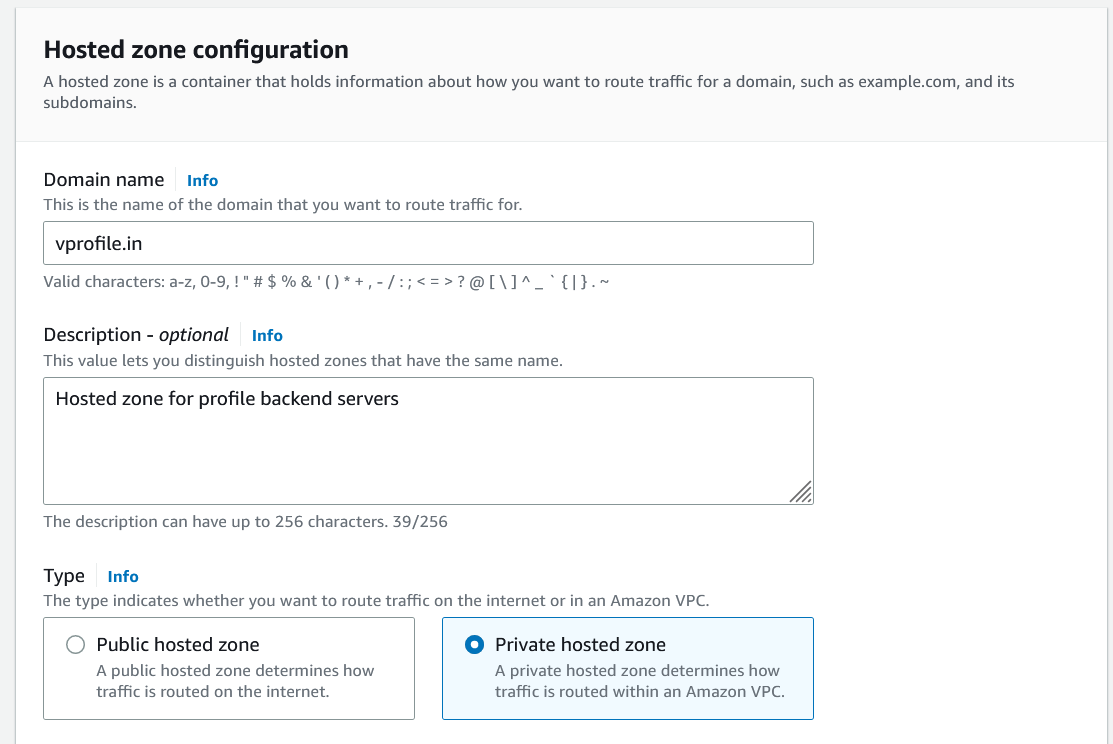 Hosted zone configuration
A hosted zone is a container that holds information about how you want to route traffic for a domain, such as example.com, and its
subdomains.
Domain name Info
This is the name of the domain that you want to route traffic for.
vprofile.in
Valid characters: a-z, 0-9, ! " # $ % & ' ( ) * + , - / : ; < = > ? @ [ \ ] ^ _ ` { | } . ~
Description - optional Info
This value lets you distinguish hosted zones that have the same name.
Hosted zone for profile backend servers
The description can have up to 256 characters. 39/256
Type Info
The type indicates whether you want to route traffic on the internet or in an Amazon VPC.
Public hosted zone
A public hosted zone determines how
traffic is routed on the internet.
Private hosted zone
A private hosted zone determines how
traffic is routed within an Amazon VPC.